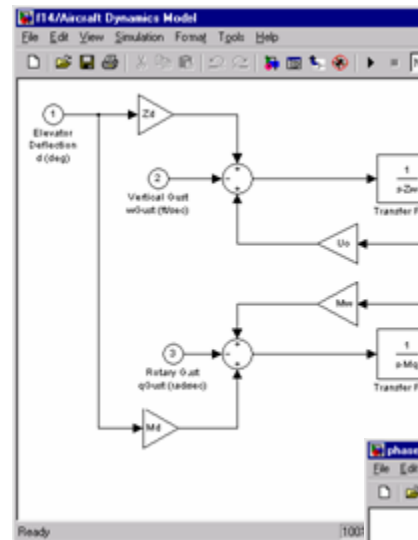 f14/Aircraft Dynamics Model
File Edit View Simulation Format Tools Help
1
Elevator
Deflection
d (deg)
Zd
2
Vertical Gust
wGust (ft/sec)
1
s-Zw
Transfer F
Uo
Mw
3
Rotary Gust
qGust (rad/sec)
1
s-Mq
Transfer F
Md
phase
File Edit
Ready
100%